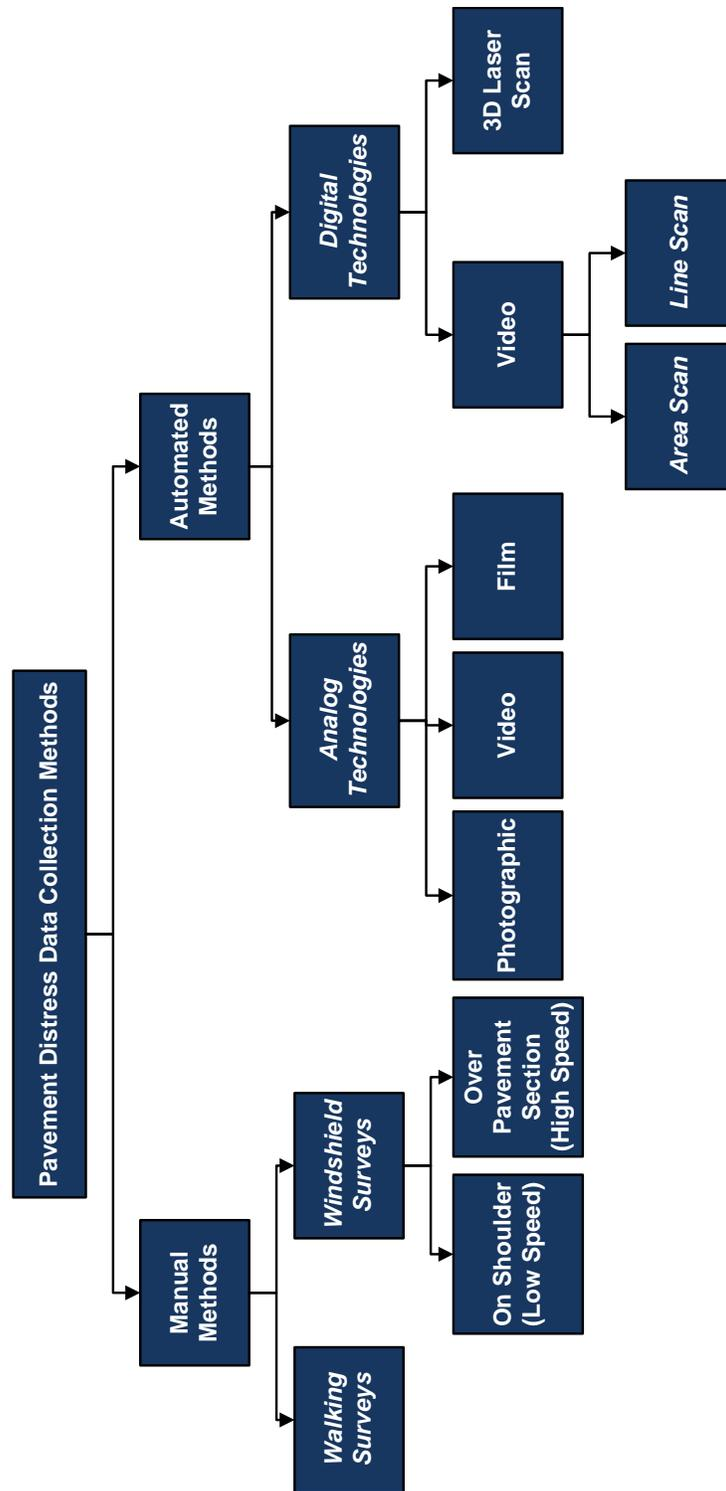 Pavement Distress Data Collection Methods
Manual
Methods
Automated
Methods
Walking
Surveys
Windshield
Surveys
Analog
Technologies
Digital
Technologies
On Shoulder
(Low Speed)
Over
Pavement
Section
(High Speed)
Photographic
Video
Film
Video
3D Laser
Scan
Area Scan
Line Scan